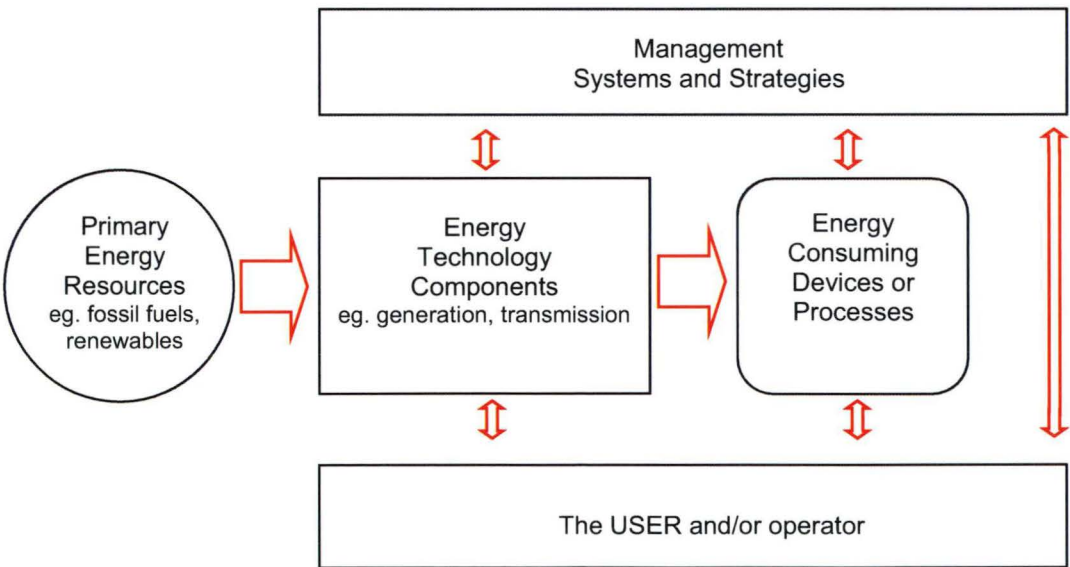 Management
Systems and Strategies
Primary
Energy
Resources
eg. fossil fuels,
renewables
Energy
Technology
Components
eg. generation, transmission
Energy
Consuming
Devices or
Processes
The USER and/or operator